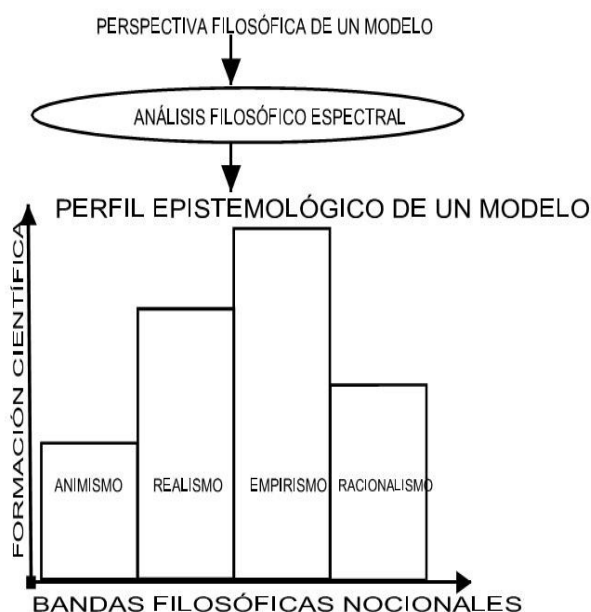 PERSPECTIVA FILOSÓFICA DE UN MODELO
ANÁLISIS FILOSÓFICO ESPECTRAL
PERFIL EPISTEMOLÓGICO DE UN MODELO
FORMACIÓN CIENTÍFICA
ANIMISMO
REALISMO
EMPIRISMO
RACIONALISMO
BANDAS FILOSÓFICAS NOCIONALES